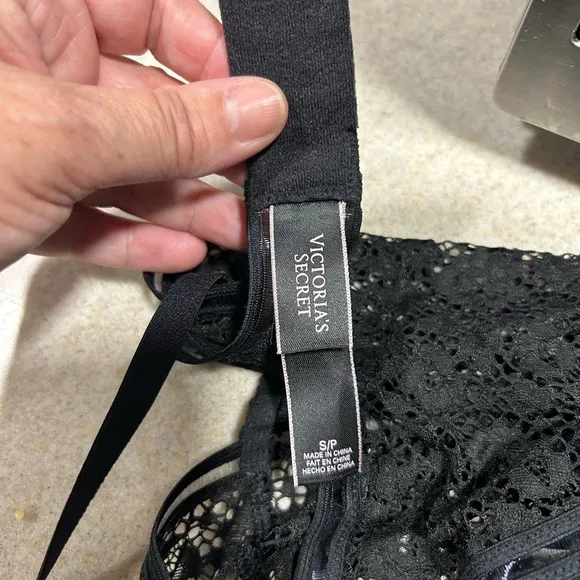 VICTORIA'S
SECRET
S/P
MADE IN CHINA
FAIT EN CHINE
HECHO EN CHINA